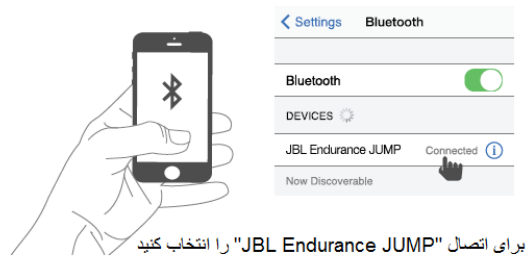 Settings Bluetooth
Bluetooth
DEVICES
JBL Endurance JUMP Connected
Now Discoverable
برای اتصال "JBL Endurance JUMP" را انتخاب کنید